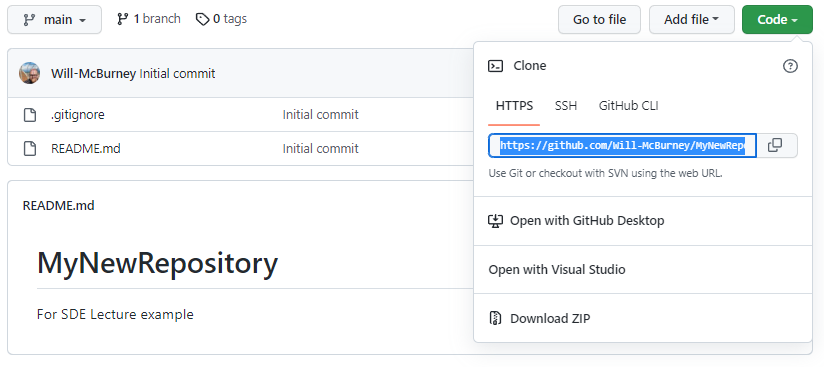 main 1 branch 0 tags Go to file Add file Code
Will-McBurney Initial commit
Clone
.gitignore Initial commit
HTTPS SSH GitHub CLI
README.md Initial commit
https://github.com/Will-McBurney/MyNewRep
Use Git or checkout with SVN using the web URL.
Open with GitHub Desktop
Open with Visual Studio
Download ZIP
README.md
MyNewRepository
For SDE Lecture example